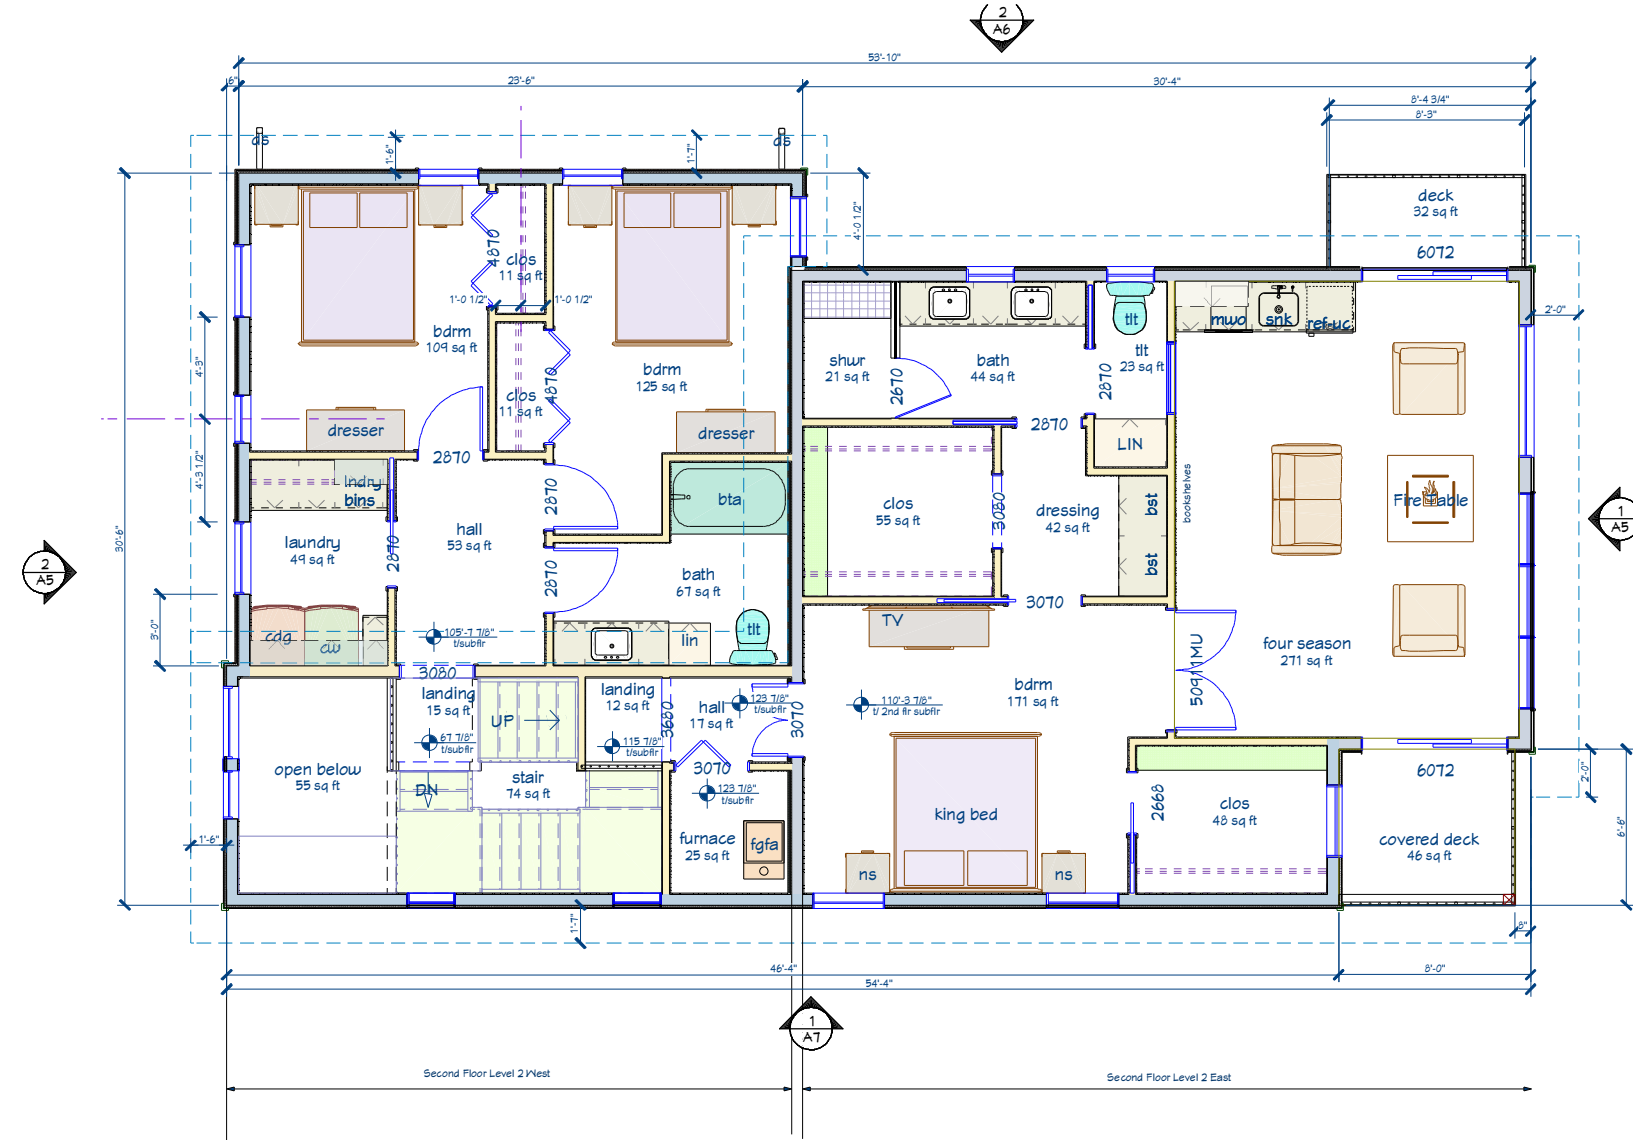 2
A6
53'-10"
6"
23'-6"
30'-4"
8'-4 3/4"
8'-3"
ds
ds
1'-6"
1'-7"
4'-0 1/2"
deck
32 sq ft
6072
2'-0"
4870
clos
11 sq ft
1'-0 1/2"
1'-0 1/2"
bdrm
109 sq ft
clos
11 sq ft
4870
bdrm
125 sq ft
dresser
dresser
2870
4'-3"
4'-3 1/2"
30'-6"
3'-0"
shwr
21 sq ft
2670
bath
44 sq ft
tlt
tlt
23 sq ft
2870
2870
LIN
mwo
snk
ref-uc
bookshelves
Fire Table
lndry
bins
laundry
49 sq ft
2870
hall
53 sq ft
2870
2870
bta
bath
67 sq ft
lin
tlt
clos
55 sq ft
3080
dressing
42 sq ft
bst
bst
3070
1
A5
2
A5
cdg
cw
105'-7 7/8"
t/subflr
3080
landing
15 sq ft
UP
67 7/8"
t/subflr
landing
12 sq ft
115 7/8"
t/subflr
3680
hall
17 sq ft
123 7/8"
t/subflr
3070
3070
TV
110'-3 7/8"
t/ 2nd flr subflr
bdrm
171 sq ft
5091 1MU
four season
271 sq ft
open below
55 sq ft
DN
stair
74 sq ft
123 7/8"
t/subflr
furnace
25 sq ft
fgfa
king bed
ns
ns
2668
clos
48 sq ft
6072
covered deck
46 sq ft
2'-0"
6'-6"
1'-6"
1'-7"
8"
46'-4"
8'-0"
54'-4"
1
A7
Second Floor Level 2 West
Second Floor Level 2 East